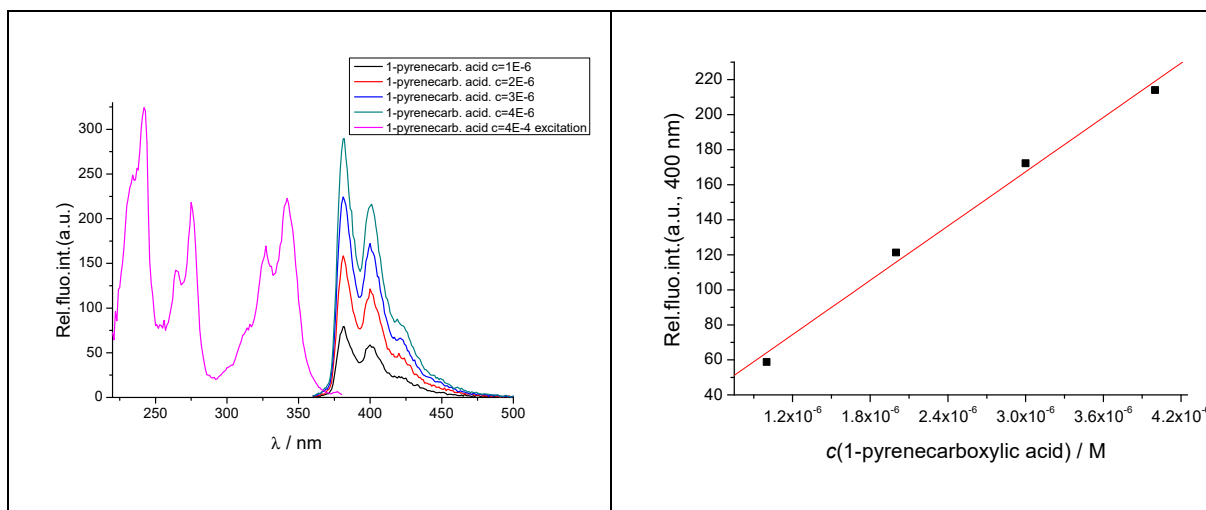 1-pyrenecarb. acid c=1E-6
1-pyrenecarb. acid. c=2E-6
1-pyrenecarb. acid. c=3E-6
1-pyrenecarb. acid. c=4E-6
1-pyrenecarb. acid c=4E-4 excitation
Rel.fluo.int.(a.u.)
300
250
200
150
100
50
0
250 300 350 400 450 500
λ / nm
Rel.fluo.int.(a.u., 400 nm)
220
200
180
160
140
120
100
80
60
40
1.2x10⁻⁶ 1.8x10⁻⁶ 2.4x10⁻⁶ 3.0x10⁻⁶ 3.6x10⁻⁶ 4.2x10⁻⁶
c(1-pyrenecarboxylic acid) / M